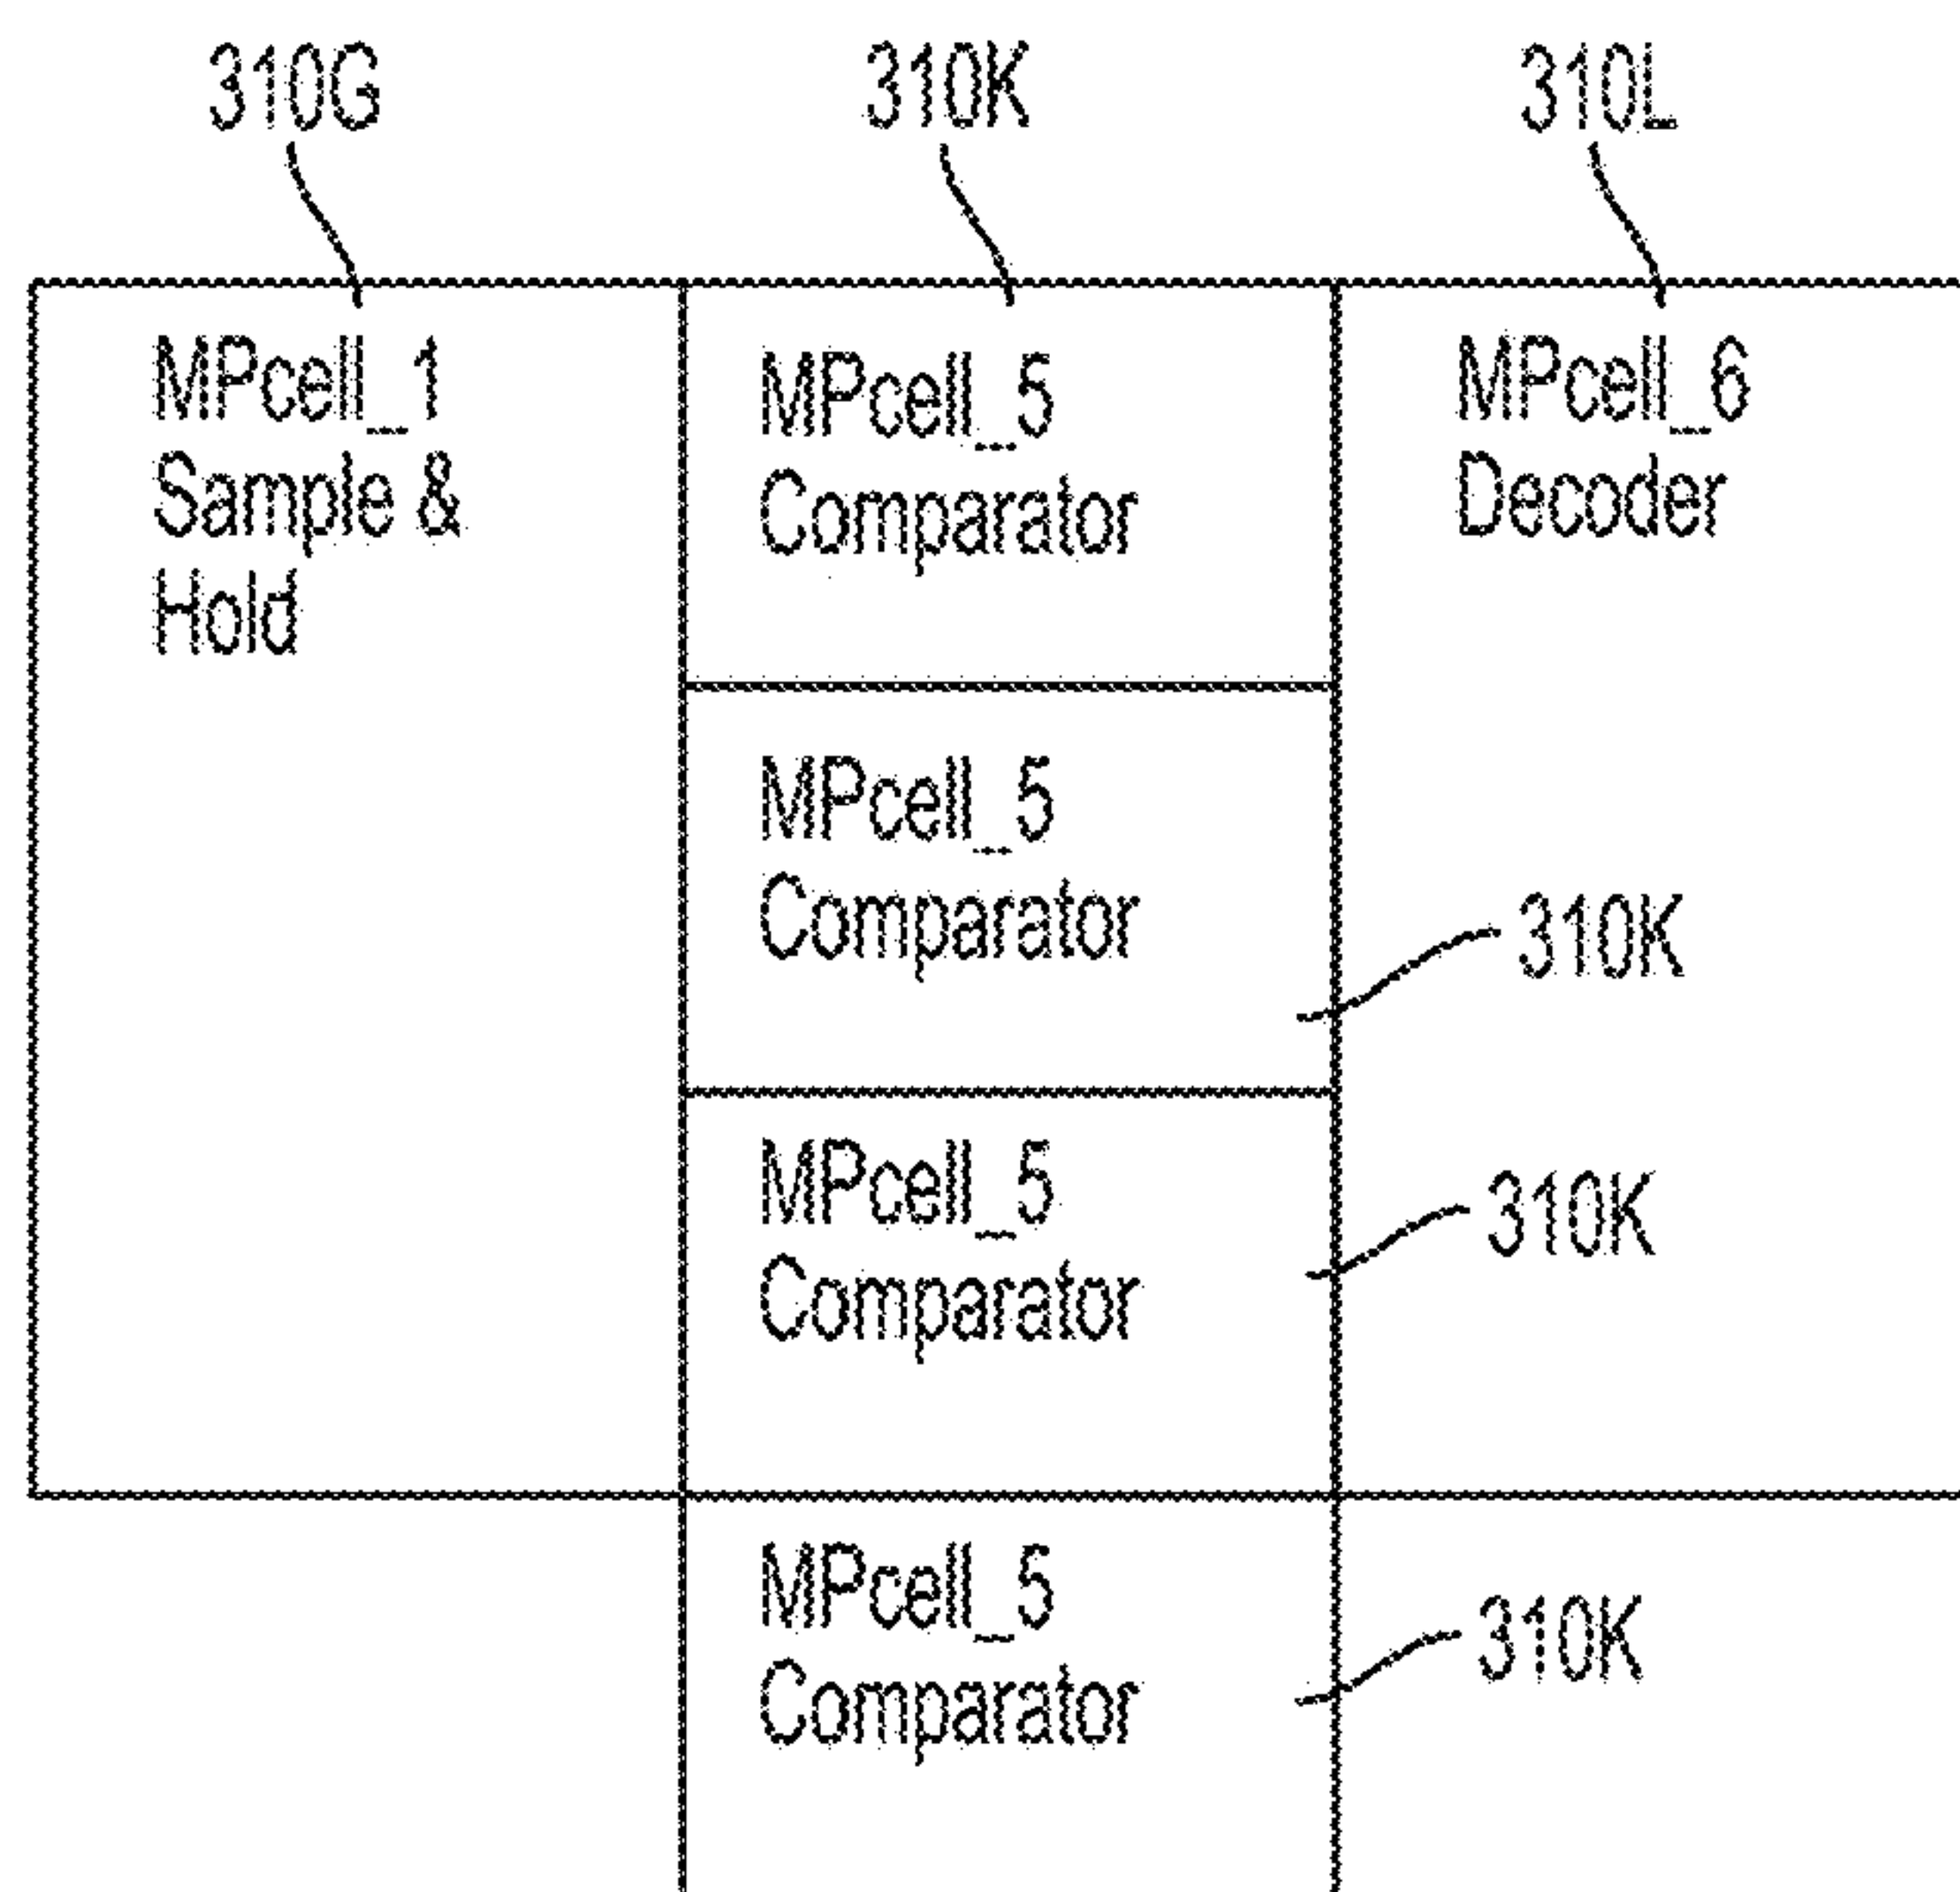 310G
310K
310L
MPcell_1
Sample &
Hold
MPcell_5
Comparator
MPcell_6
Decoder
MPcell_5
Comparator
310K
MPcell_5
Comparator
310K
MPcell_5
Comparator
310K